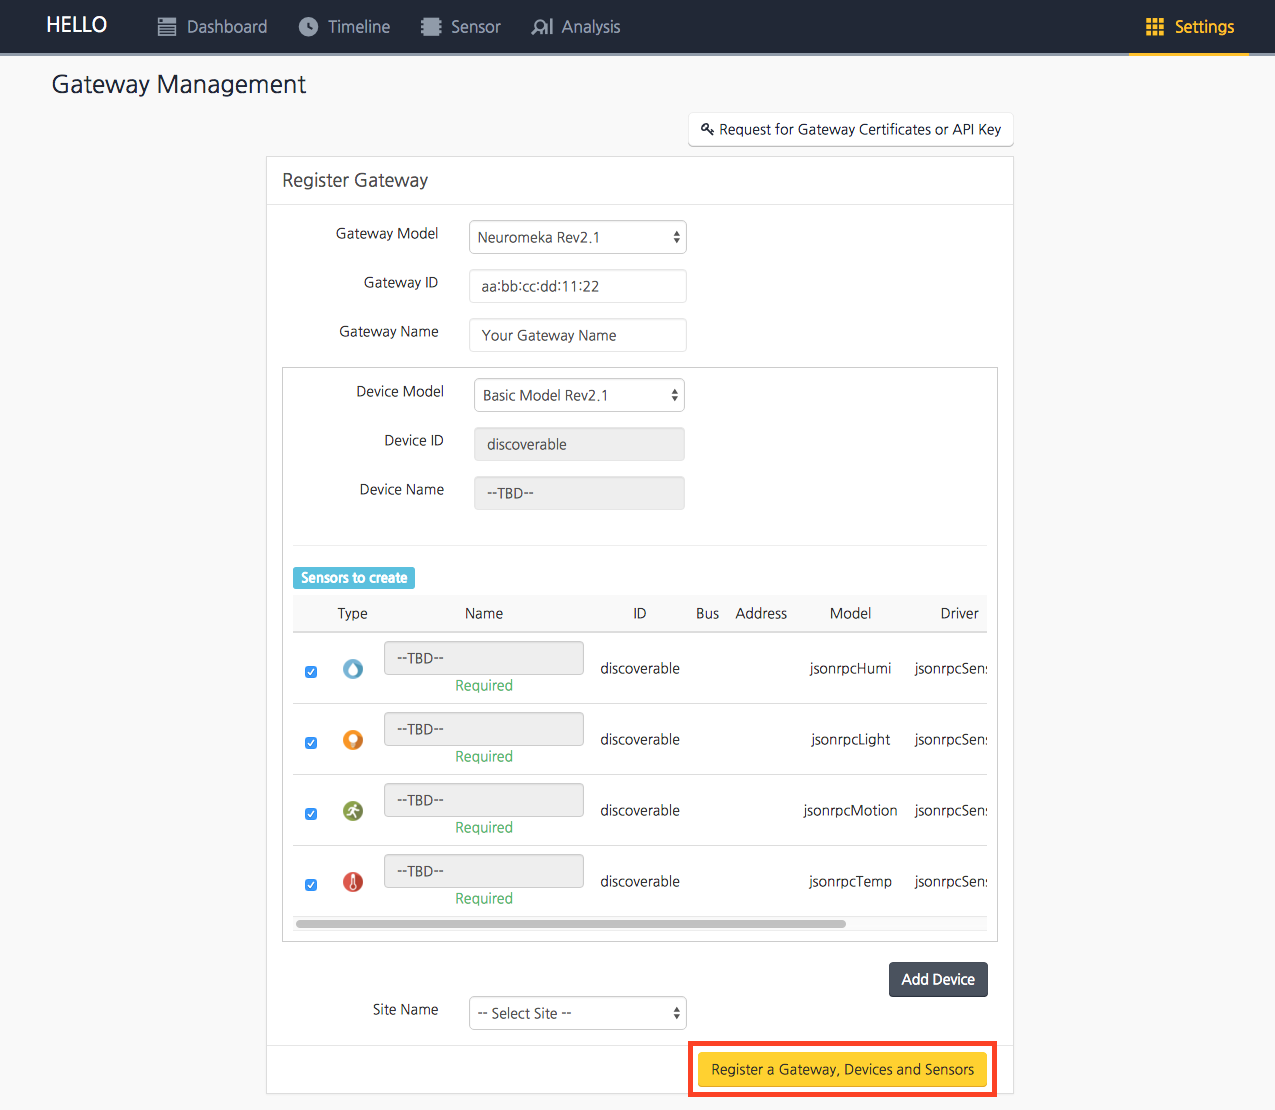 HELLO Dashboard Timeline Sensor Analysis Settings
Gateway Management
Request for Gateway Certificates or API Key
Register Gateway
Gateway Model Neuromeka Rev2.1
Gateway ID aa:bb:cc:dd:11:22
Gateway Name Your Gateway Name
Device Model Basic Model Rev2.1
Device ID discoverable
Device Name --TBD--
Sensors to create
Type Name ID Bus Address Model Driver
--TBD-- discoverable jsonrpcHumi jsonrpcSens
Required
--TBD-- discoverable jsonrpcLight jsonrpcSens
Required
--TBD-- discoverable jsonrpcMotion jsonrpcSens
Required
--TBD-- discoverable jsonrpcTemp jsonrpcSens
Required
Add Device
Site Name -- Select Site --
Register a Gateway, Devices and Sensors